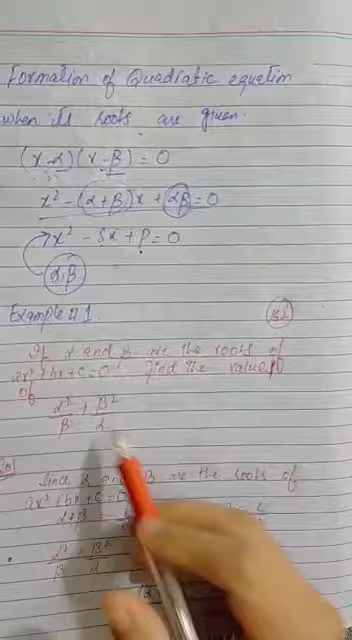 Formation of Quadratic equation
when its roots are given.
(x-α)(x-β)=0
x² - (α+β)x + αβ = 0
x² - Sx + P = 0
α, β
Example # 1
If α and β are the roots of
ax²+bx+c=0 find the value
of
α²/β + β²/α
Sol
Since α and β are the roots of
ax²+bx+c=0
α+β =
α²/β + β²/α